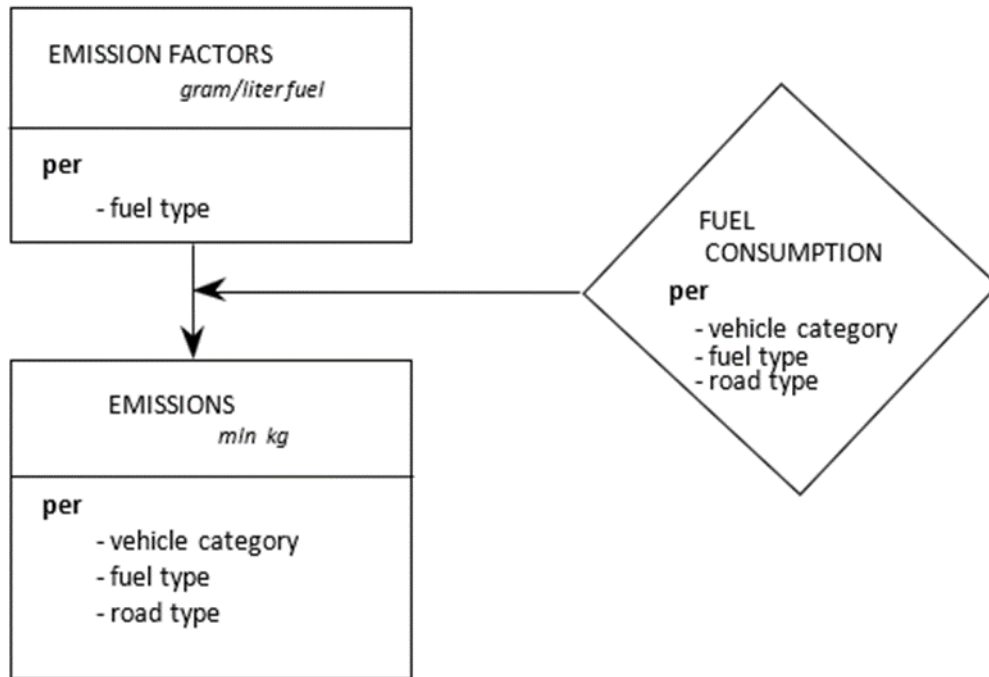 EMISSION FACTORS
gram/liter fuel
per
- fuel type
FUEL
CONSUMPTION
per
- vehicle category
- fuel type
- road type
EMISSIONS
mln kg
per
- vehicle category
- fuel type
- road type